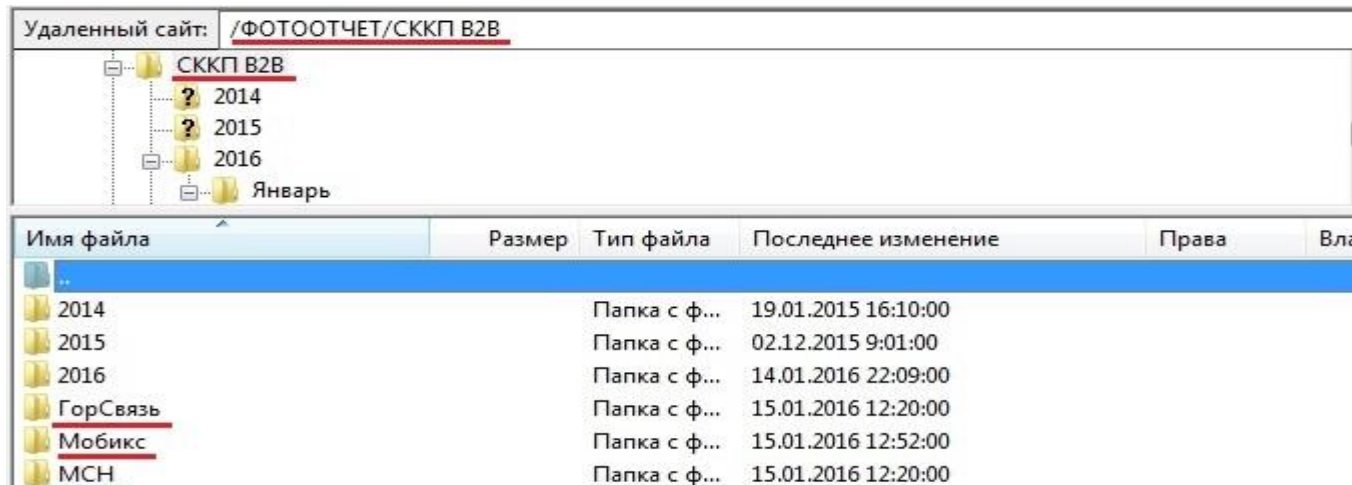 Удаленный сайт: /ФОТООТЧЕТ/СККП B2B
СККП B2B
? 2014
? 2015
2016
Январь
Имя файла Размер Тип файла Последнее изменение Права Вла
..
2014 Папка с ф... 19.01.2015 16:10:00
2015 Папка с ф... 02.12.2015 9:01:00
2016 Папка с ф... 14.01.2016 22:09:00
ГорСвязь Папка с ф... 15.01.2016 12:20:00
Мобикс Папка с ф... 15.01.2016 12:52:00
МСН Папка с ф... 15.01.2016 12:20:00